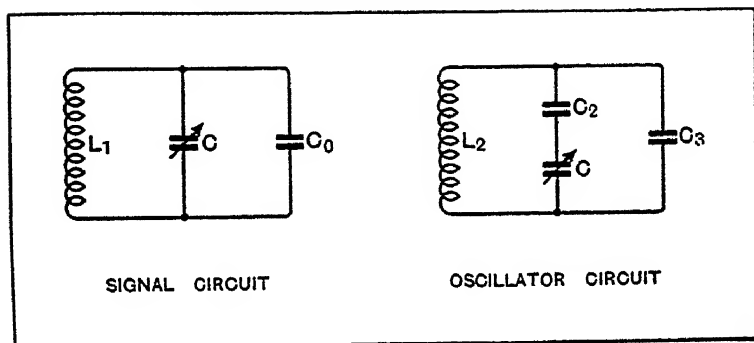 L1
C
C0
SIGNAL CIRCUIT
L2
C2
C
C3
OSCILLATOR CIRCUIT